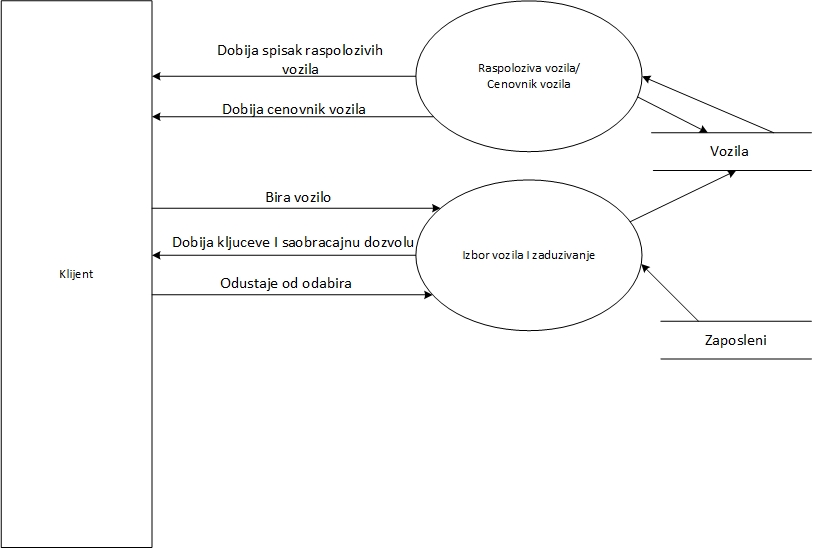 Dobija spisak raspolozivih
vozila
Raspoloziva vozila/
Cenovnik vozila
Dobija cenovnik vozila
Vozila
Bira vozilo
Dobija kljuceve I saobracajnu dozvolu
Izbor vozila I zaduzivanje
Klijent
Odustaje od odabira
Zaposleni